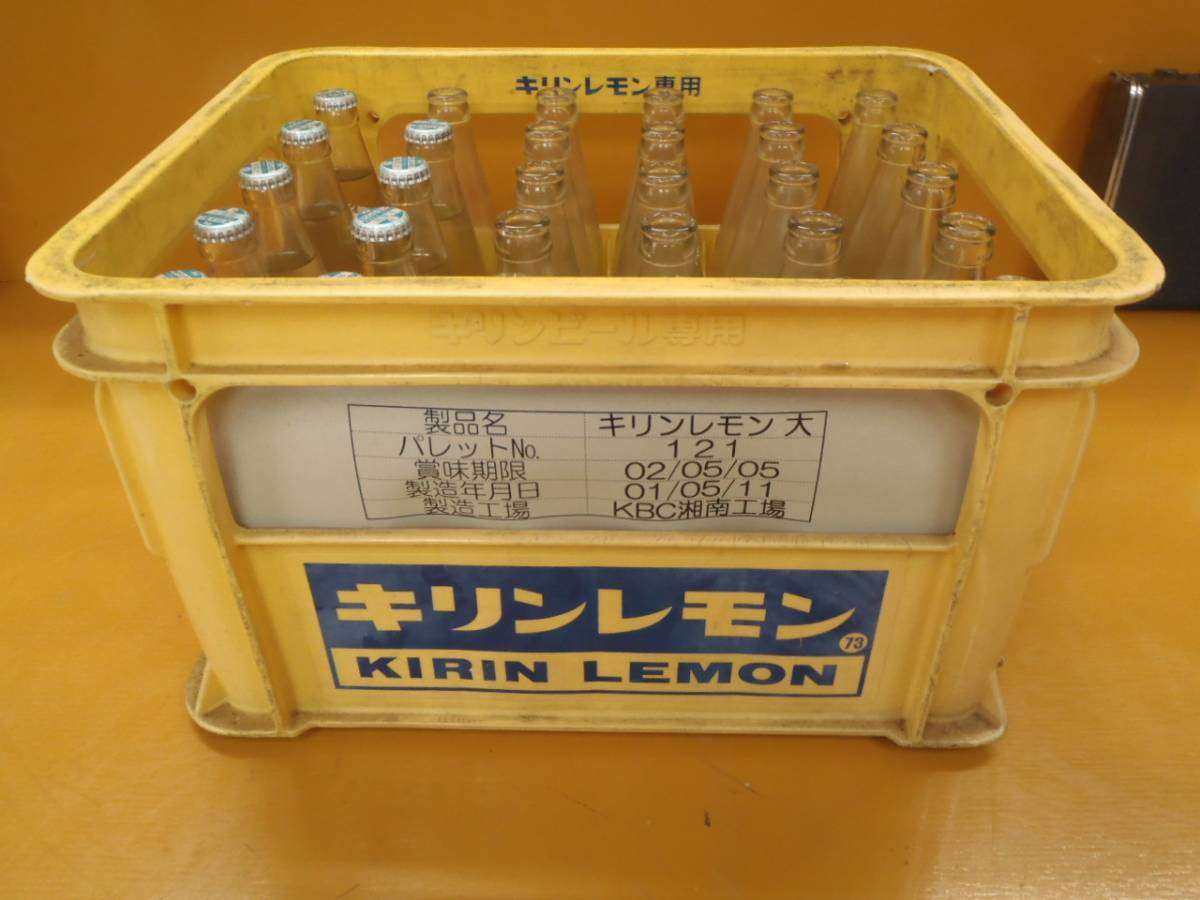 キリンレモン専用
キリンビール専用
製品名 キリンレモン 大
パレットNo. 121
賞味期限 02/05/05
製造年月日 01/05/11
製造工場 KBC湘南工場
キリンレモン
73
KIRIN LEMON